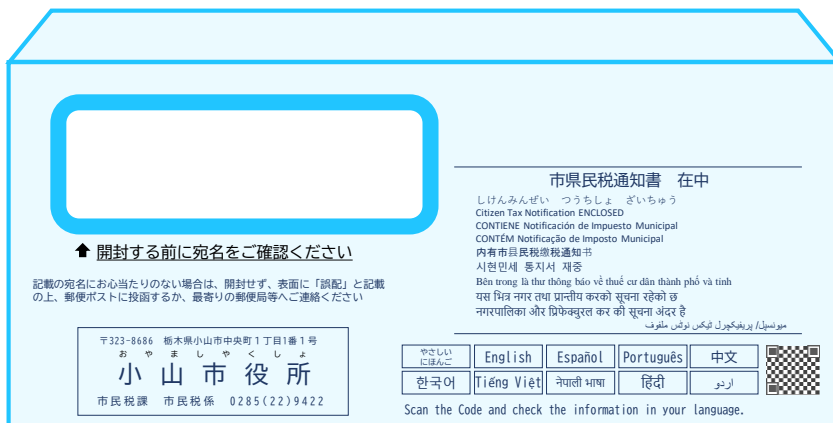 ⬆ 開封する前に宛名をご確認ください
記載の宛名にお心当たりのない場合は、開封せず、表面に「誤配」と記載
の上、郵便ポストに投函するか、最寄りの郵便局等へご連絡ください
〒323-8686 栃木県小山市中央町1丁目1番1号
おやましやくしょ
小山市役所
市民税課 市民税係 0285(22)9422
市県民税通知書 在中
しけんみんぜい つうちしょ ざいちゅう
Citizen Tax Notification ENCLOSED
CONTIENE Notificación de Impuesto Municipal
CONTÉM Notificação de Imposto Municipal
内有市县民税缴税通知书
시현민세 통지서 재중
Bên trong là thư thông báo về thuế cư dân thành phố và tỉnh
यस भित्र नगर तथा प्रान्तीय करको सूचना रहेको छ
नगरपालिका और प्रिफेक्चुरल कर की सूचना अंदर है
میونسپل/ پریفیکچرل ٹیکس نوٹس ملفوف
やさしい
にほんご
English
Español
Português
中文
한국어
Tiếng Việt
नेपाली भाषा
हिंदी
اردو
Scan the Code and check the information in your language.